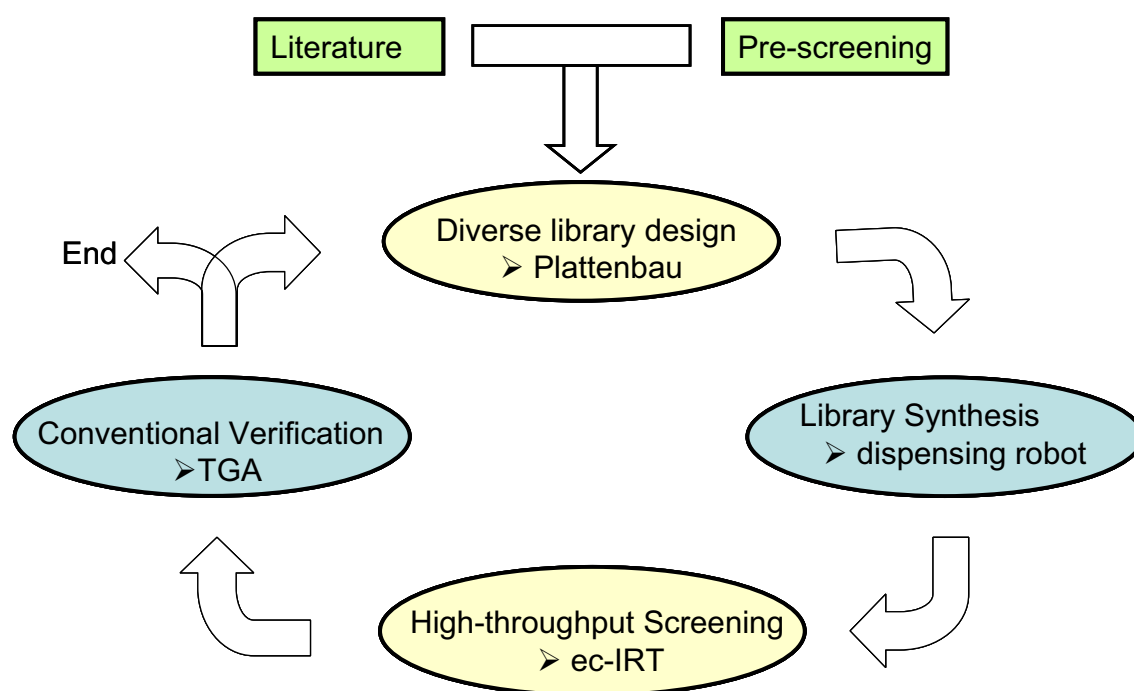 Literature
Pre-screening
Diverse library design
➢ Plattenbau
End
Conventional Verification
➢TGA
Library Synthesis
➢ dispensing robot
High-throughput Screening
➢ ec-IRT